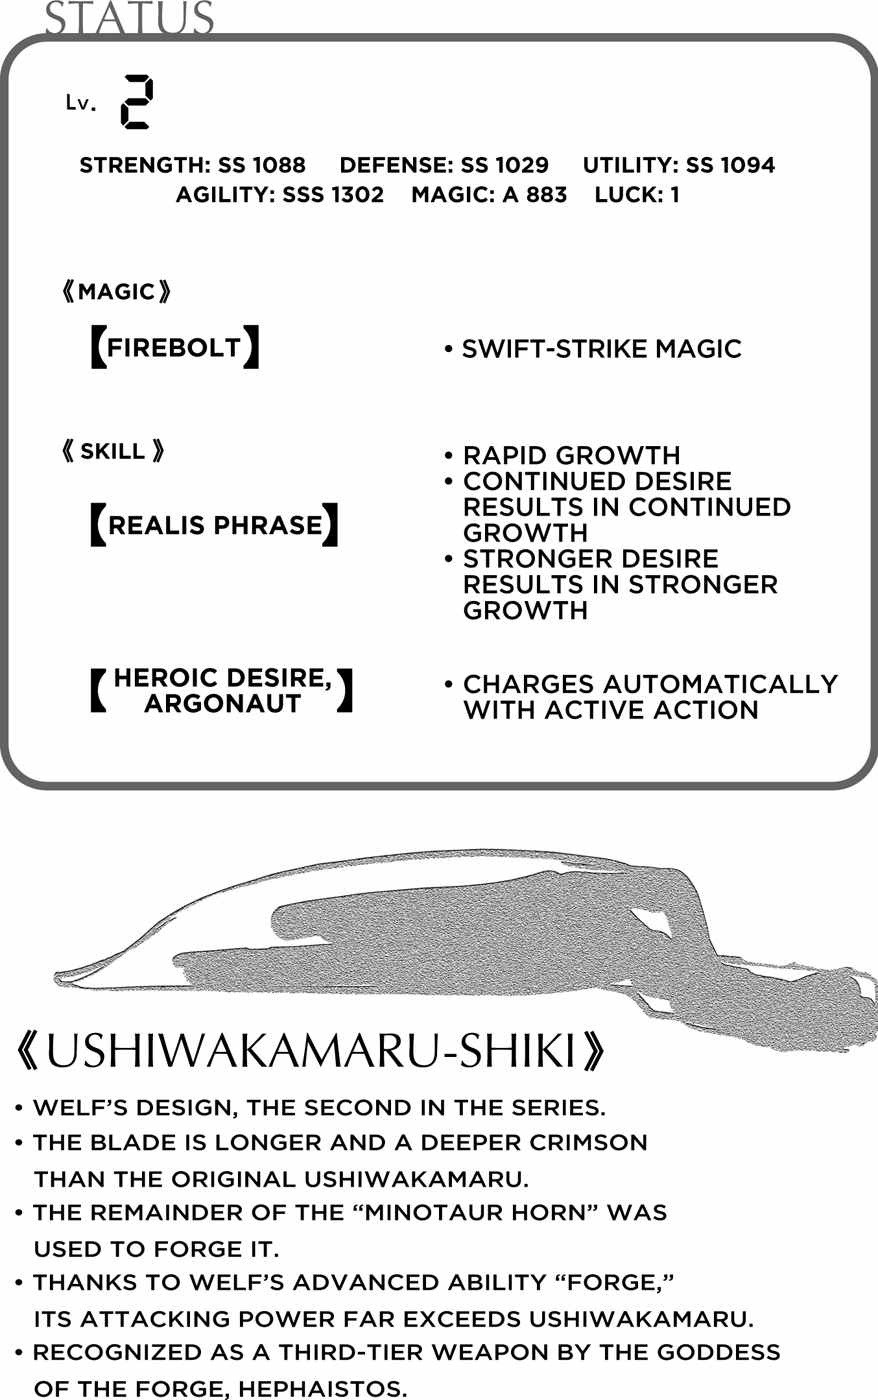 STATUS
Lv. 2
STRENGTH: SS 1088 DEFENSE: SS 1029 UTILITY: SS 1094
AGILITY: SSS 1302 MAGIC: A 883 LUCK: 1
《MAGIC》
【FIREBOLT】
• SWIFT-STRIKE MAGIC
《SKILL》
【REALIS PHRASE】
• RAPID GROWTH
• CONTINUED DESIRE
RESULTS IN CONTINUED
GROWTH
• STRONGER DESIRE
RESULTS IN STRONGER
GROWTH
【HEROIC DESIRE,
ARGONAUT】
• CHARGES AUTOMATICALLY
WITH ACTIVE ACTION
《USHIWAKAMARU-SHIKI》
• WELF’S DESIGN, THE SECOND IN THE SERIES.
• THE BLADE IS LONGER AND A DEEPER CRIMSON
THAN THE ORIGINAL USHIWAKAMARU.
• THE REMAINDER OF THE “MINOTAUR HORN” WAS
USED TO FORGE IT.
• THANKS TO WELF’S ADVANCED ABILITY “FORGE,”
ITS ATTACKING POWER FAR EXCEEDS USHIWAKAMARU.
• RECOGNIZED AS A THIRD-TIER WEAPON BY THE GODDESS
OF THE FORGE, HEPHAISTOS.